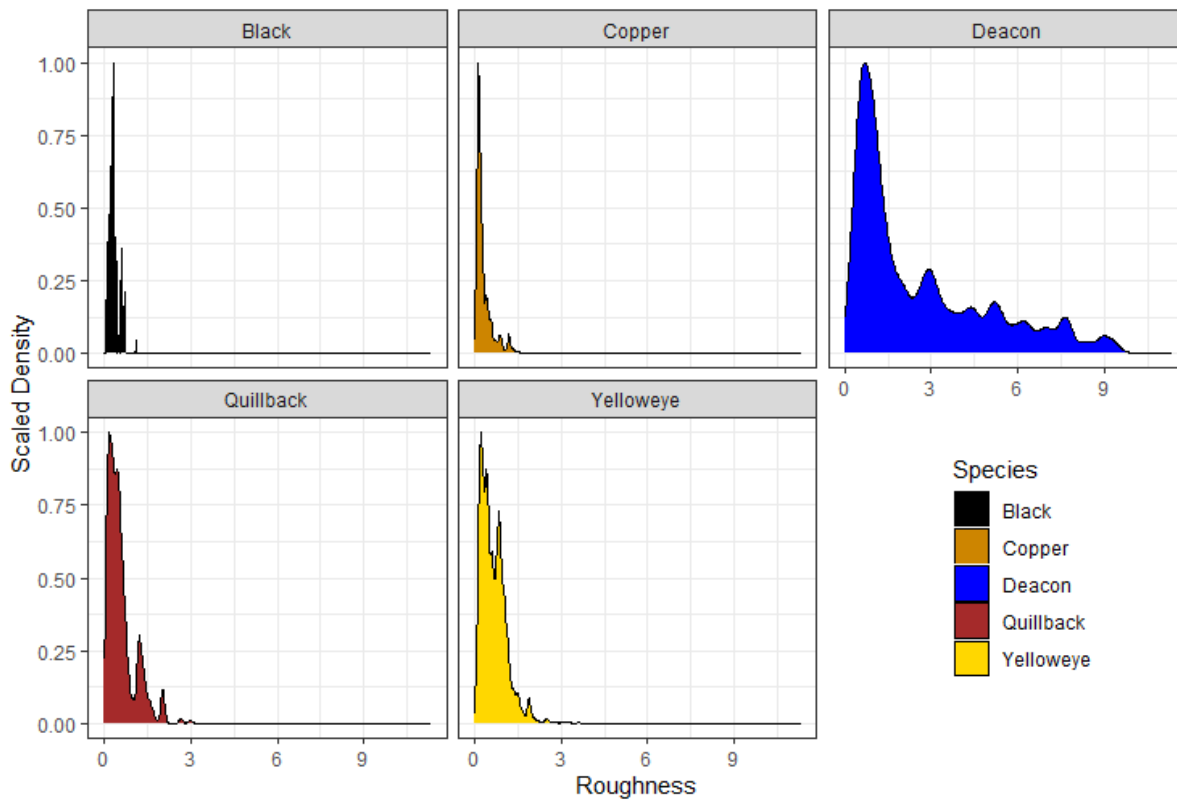 Black
Copper
Deacon
1.00
0.75
0.50
0.25
0.00
0 3 6 9
Quillback
Yelloweye
1.00
0.75
0.50
0.25
0.00
0 3 6 9
0 3 6 9
Scaled Density
Roughness
Species
Black
Copper
Deacon
Quillback
Yelloweye